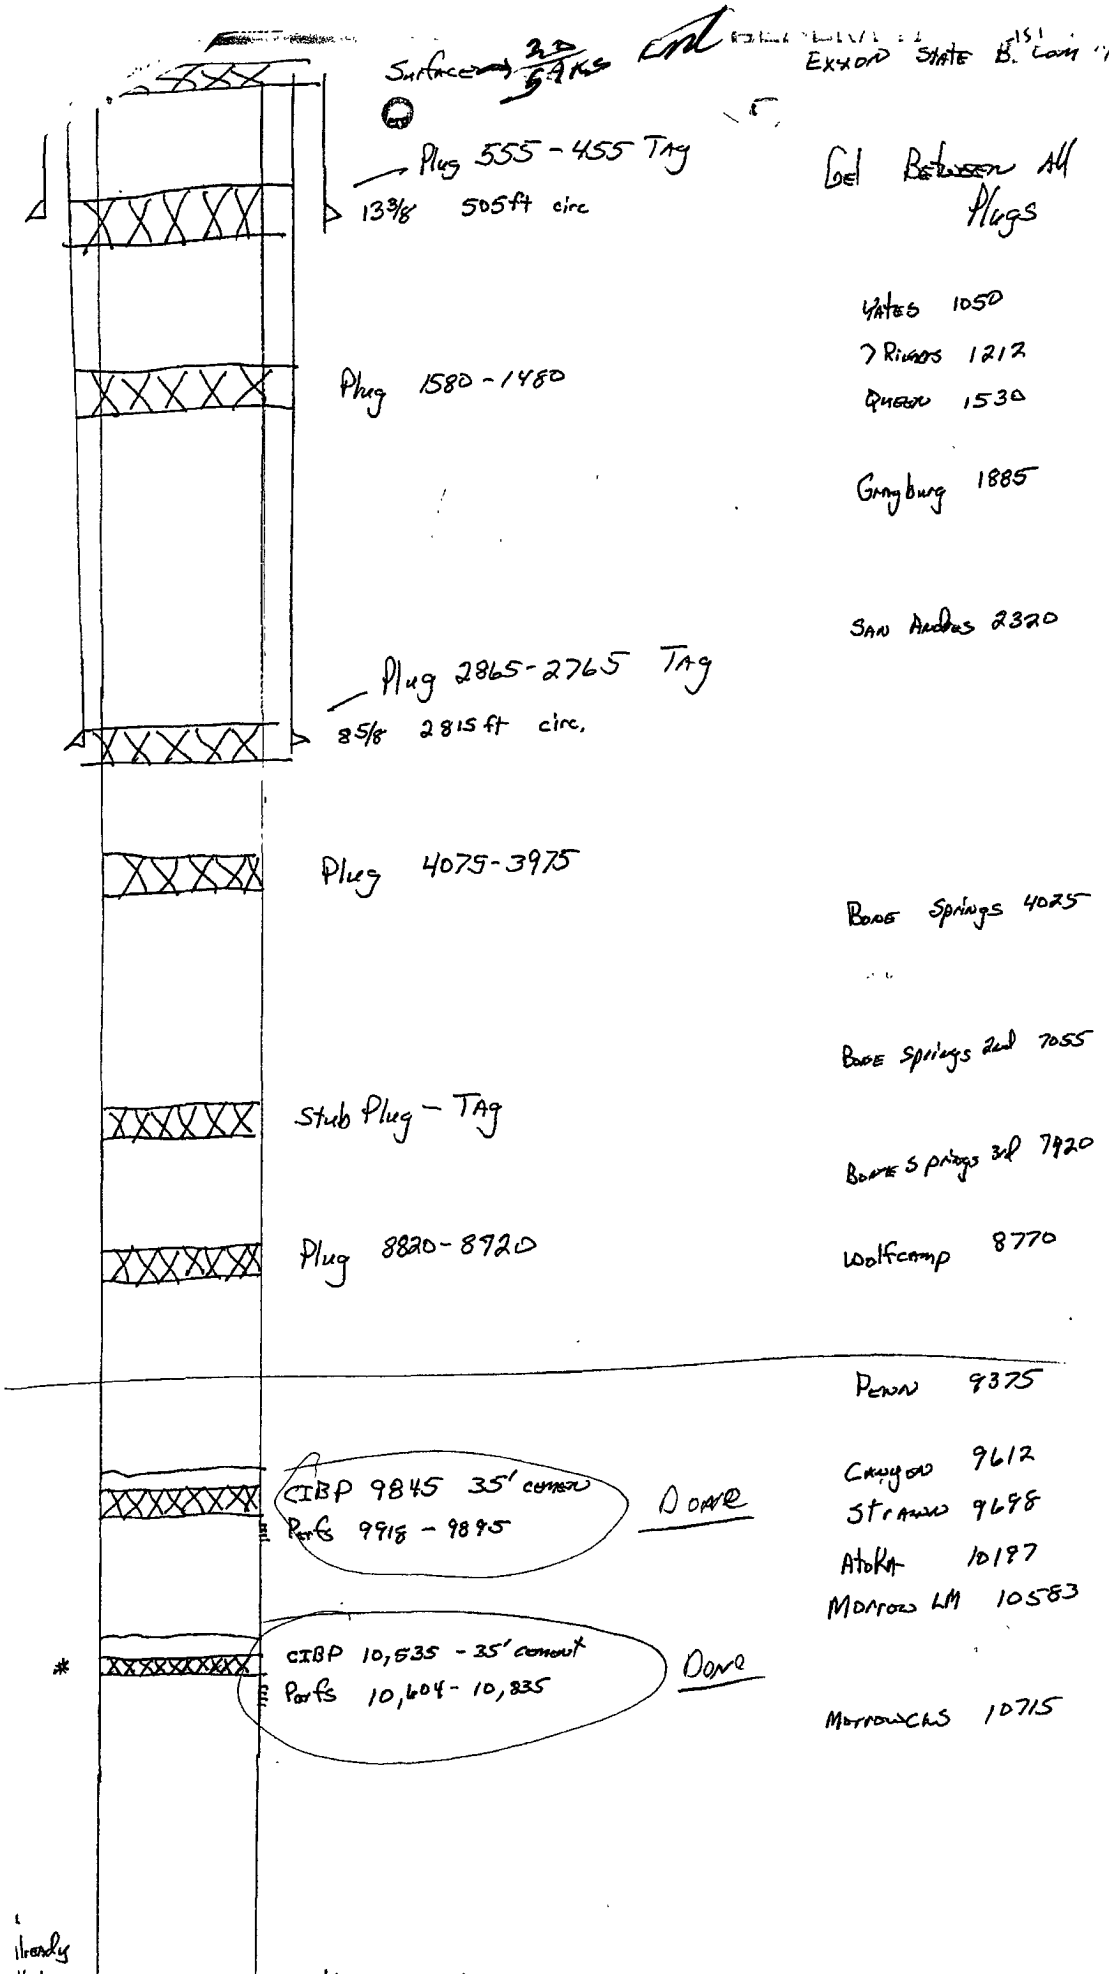 Surface 20 SAKS
Exxon State B. Com
Plug 555-455 TAg
13 3/8 505ft circ
Gel Between All
Plugs
Yates 1050
7 Rivers 1212
Plug 1580-1480
Queen 1530
Grayburg 1885
SAN Andres 2320
Plug 2865-2765 TAg
8 5/8 2815 ft circ.
Plug 4075-3975
Bone Springs 4025
Bone Springs 2nd 7055
Stub Plug - TAg
Bone Springs 3rd 7920
Plug 8820-8720
Wolfcamp 8770
Penn 9375
Canyon 9612
CIBP 9845 35' cement
Done
Strawn 9698
Perfs 9918 - 9895
Atoka 10197
Morrow LM 10583
* CIBP 10,535 - 35' cement
Done
Perfs 10,604 - 10,835
Morrow CLS 10715